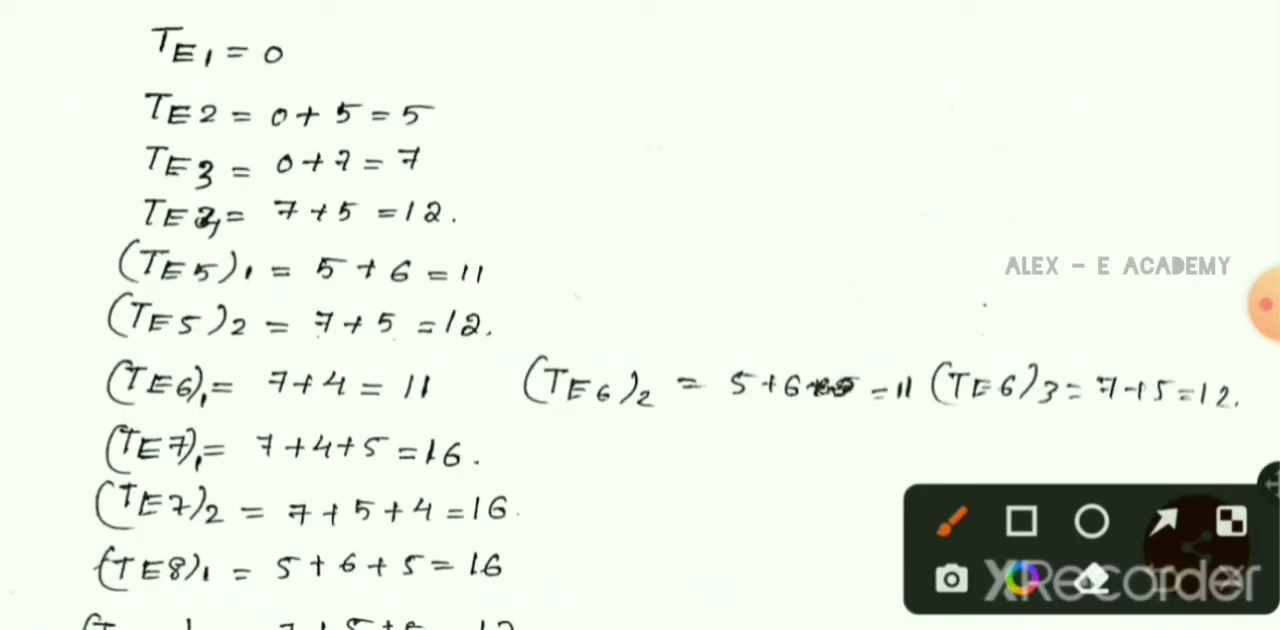 TE1 = 0
TE2 = 0 + 5 = 5
TE3 = 0 + 7 = 7
= 7 + 5 = 12.
ALEX - E ACADEMY
(TE5)1 = 5 + 6 = 11
(TE5)2 = 7 + 5 = 12.
(TE6)1 = 7 + 4 = 11 (TE6)2 = 5 + 6 = 11 (TE6)3 = 7 + 5 = 12.
(TE7)1 = 7 + 4 + 5 = 16.
(TE7)2 = 7 + 5 + 4 = 16.
(TE8)1 = 5 + 6 + 5 = 16
XRecorder